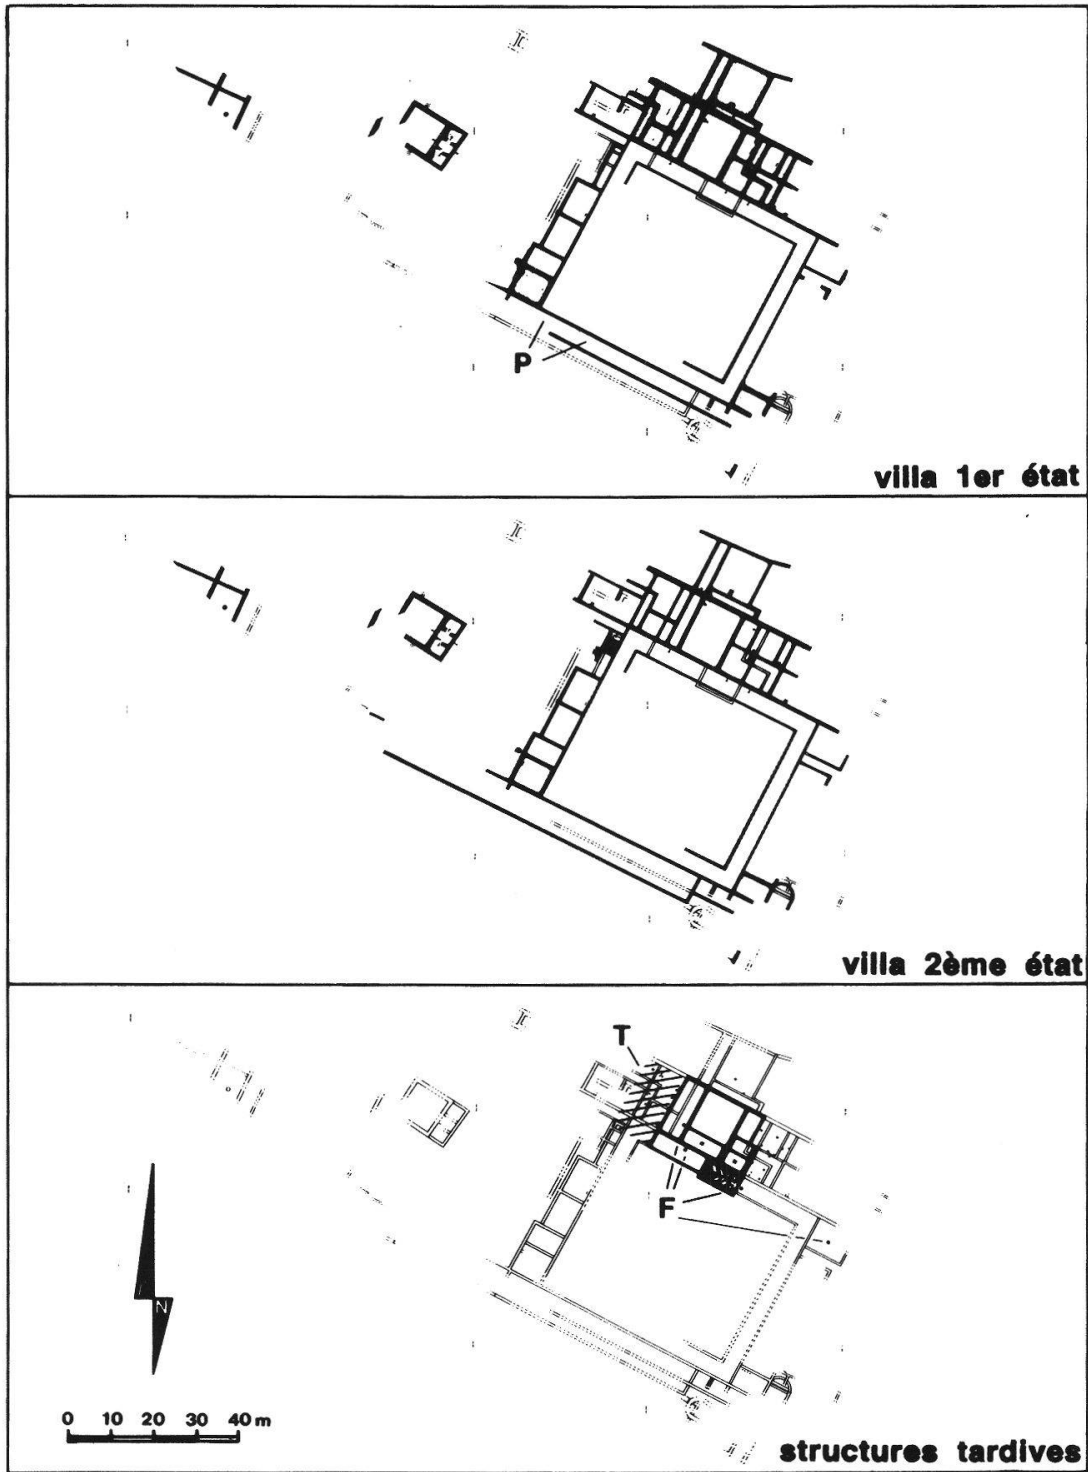 P
villa 1er état
villa 2ème état
T
F
N
0 10 20 30 40 m
structures tardives